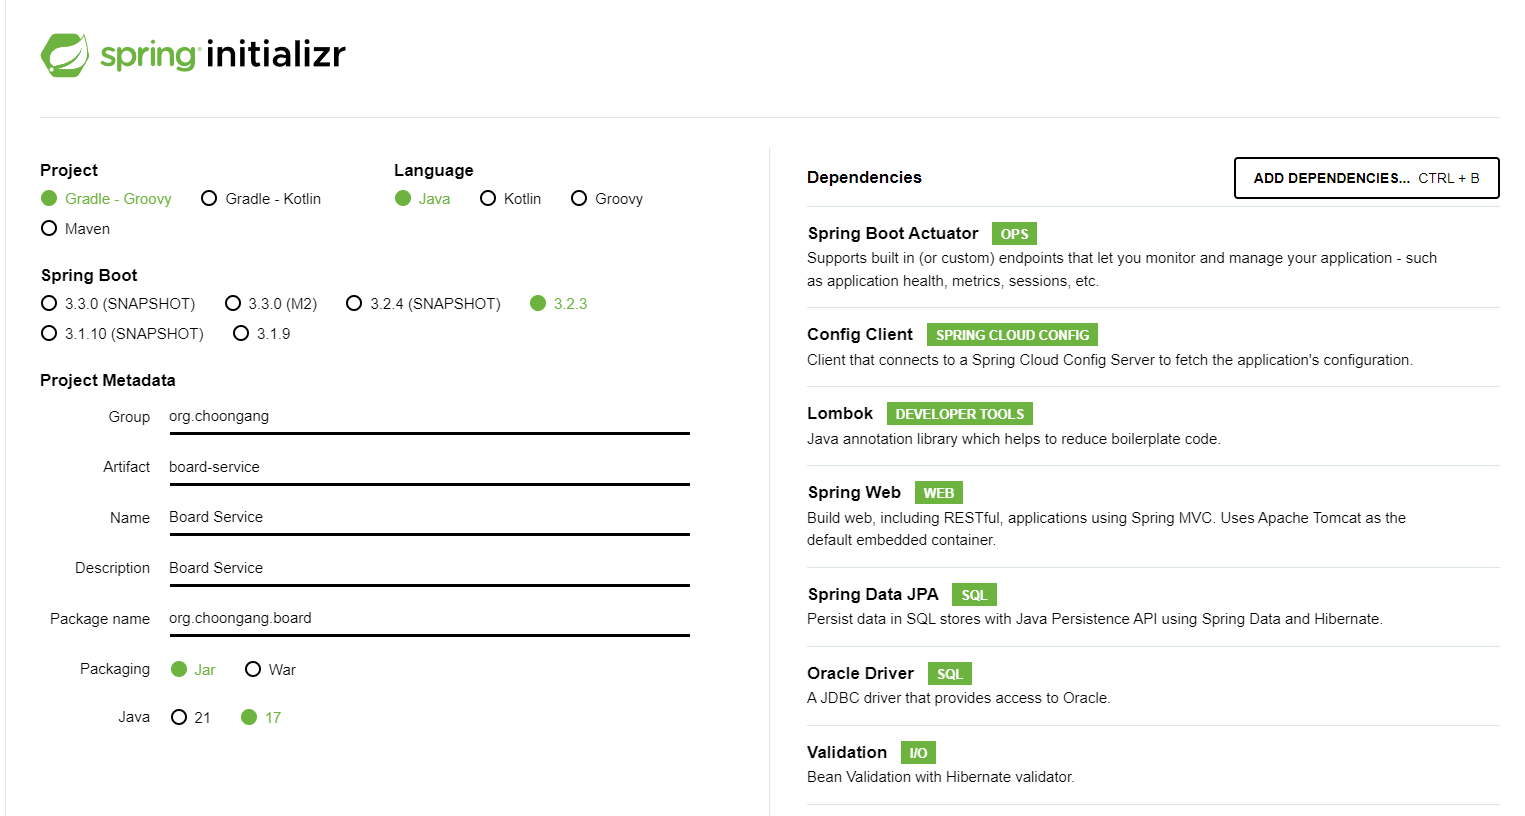 spring initializr
Project
Gradle - Groovy Gradle - Kotlin
Maven
Language
Java Kotlin Groovy
Spring Boot
3.3.0 (SNAPSHOT) 3.3.0 (M2) 3.2.4 (SNAPSHOT) 3.2.3
3.1.10 (SNAPSHOT) 3.1.9
Project Metadata
Group org.choongang
Artifact board-service
Name Board Service
Description Board Service
Package name org.choongang.board
Packaging Jar War
Java 21 17
Dependencies ADD DEPENDENCIES... CTRL + B
Spring Boot Actuator OPS
Supports built in (or custom) endpoints that let you monitor and manage your application - such
as application health, metrics, sessions, etc.
Config Client SPRING CLOUD CONFIG
Client that connects to a Spring Cloud Config Server to fetch the application's configuration.
Lombok DEVELOPER TOOLS
Java annotation library which helps to reduce boilerplate code.
Spring Web WEB
Build web, including RESTful, applications using Spring MVC. Uses Apache Tomcat as the
default embedded container.
Spring Data JPA SQL
Persist data in SQL stores with Java Persistence API using Spring Data and Hibernate.
Oracle Driver SQL
A JDBC driver that provides access to Oracle.
Validation I/O
Bean Validation with Hibernate validator.